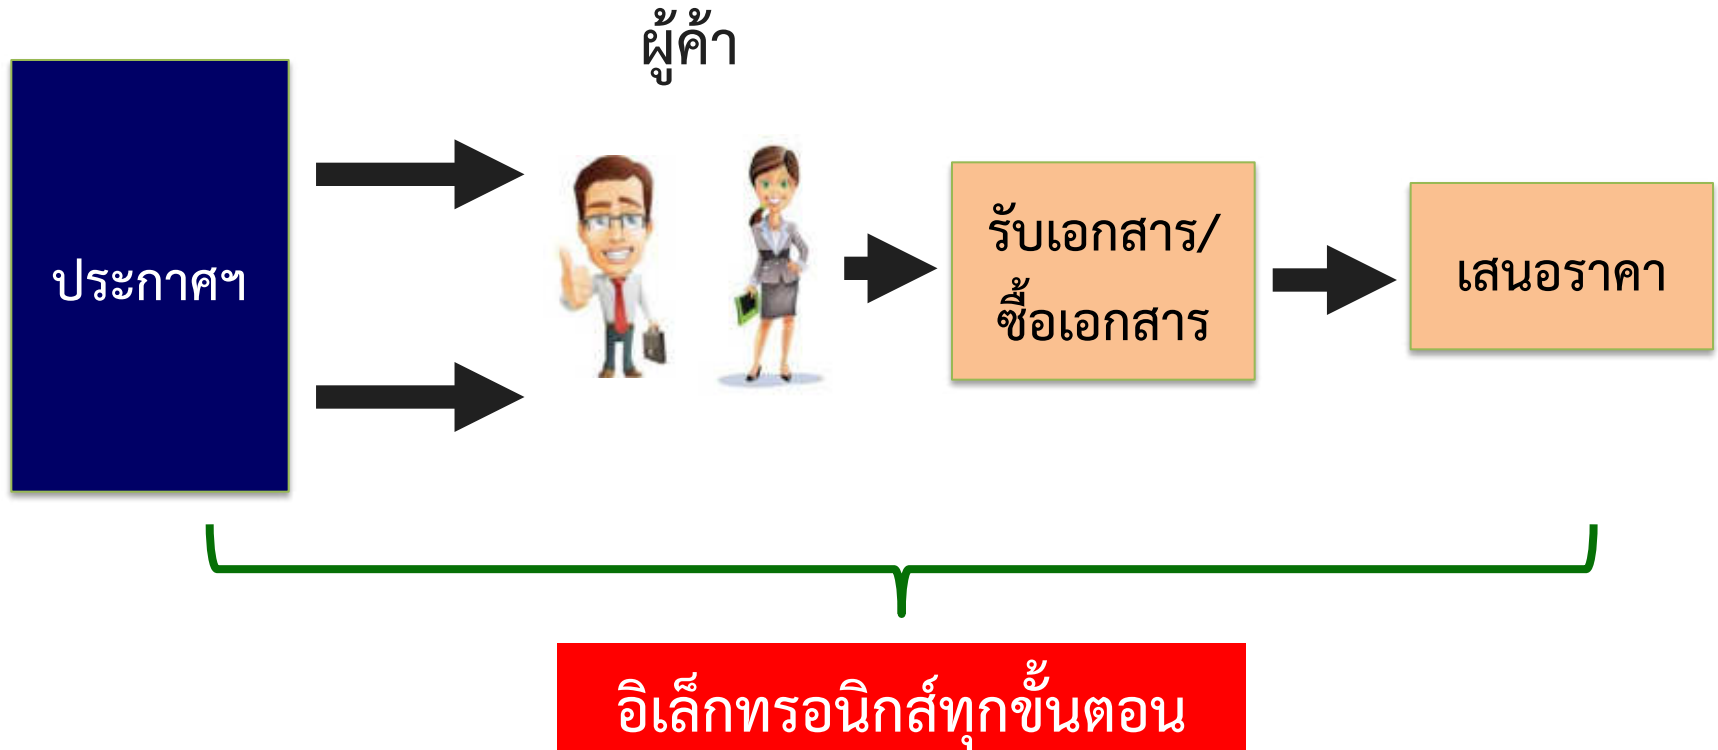 ผู้ค้า
ประกาศฯ
รับเอกสาร/
ซื้อเอกสาร
เสนอราคา
อิเล็กทรอนิกส์ทุกขั้นตอน